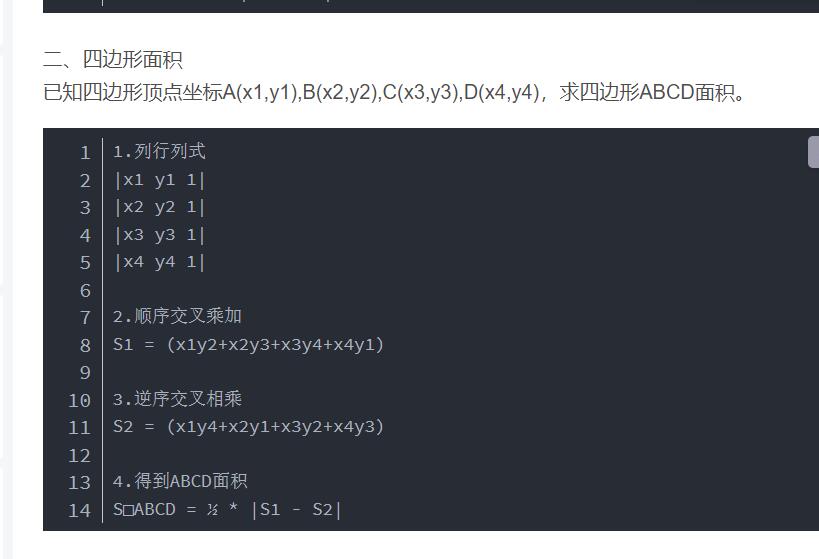 二、四边形面积
已知四边形顶点坐标A(x1,y1),B(x2,y2),C(x3,y3),D(x4,y4)，求四边形ABCD面积。
1 1.列行列式
2 |x1 y1 1|
3 |x2 y2 1|
4 |x3 y3 1|
5 |x4 y4 1|
6
7 2.顺序交叉乘加
8 S1 = (x1y2+x2y3+x3y4+x4y1)
9
10 3.逆序交叉相乘
11 S2 = (x1y4+x2y1+x3y2+x4y3)
12
13 4.得到ABCD面积
14 S□ABCD = ½ * |S1 - S2|